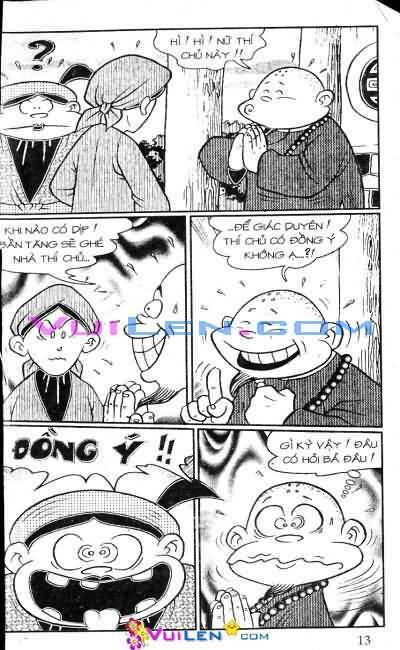 ?
HÌ! HÌ! NỮ THÍ
CHỦ NÀY!!
KHI NÀO CÓ DỊP!
BẦN TĂNG SẼ GHÉ
NHÀ THÍ CHỦ...
..ĐỂ GIÁC DUYÊN!
THÍ CHỦ CÓ ĐỒNG Ý
KHÔNG Ạ...?!
VUILEN.COM
ĐỒNG Ý!!
GÌ KỲ VẬY! ĐÂU
CÓ HỎI BẢ ĐÂU!
13
VUILEN
.COM